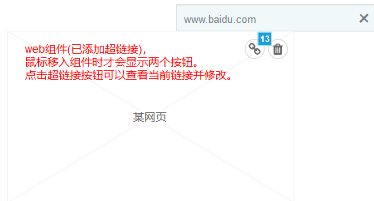 www.baidu.com
13
web组件(已添加超链接),
鼠标移入组件时才会显示两个按钮。
点击超链接按钮可以查看当前链接并修改。
某网页